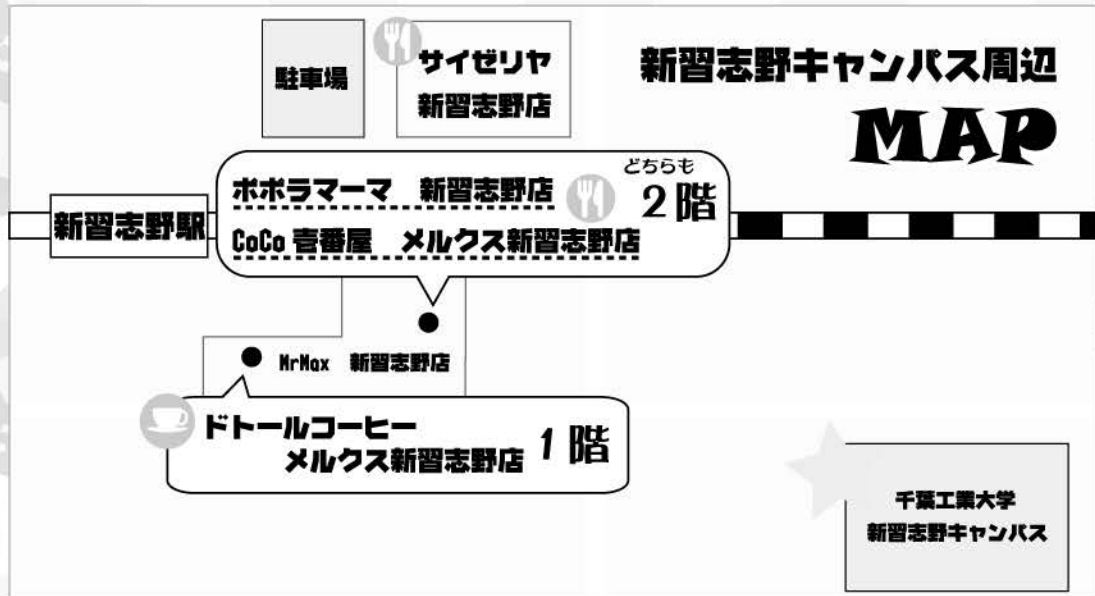 新習志野キャンパス周辺
MAP
駐車場
サイゼリヤ
新習志野店
新習志野駅
ポポラマーマ　新習志野店
CoCo壱番屋　メルクス新習志野店
どちらも
2階
MrMax　新習志野店
ドトールコーヒー
メルクス新習志野店
1階
千葉工業大学
新習志野キャンパス